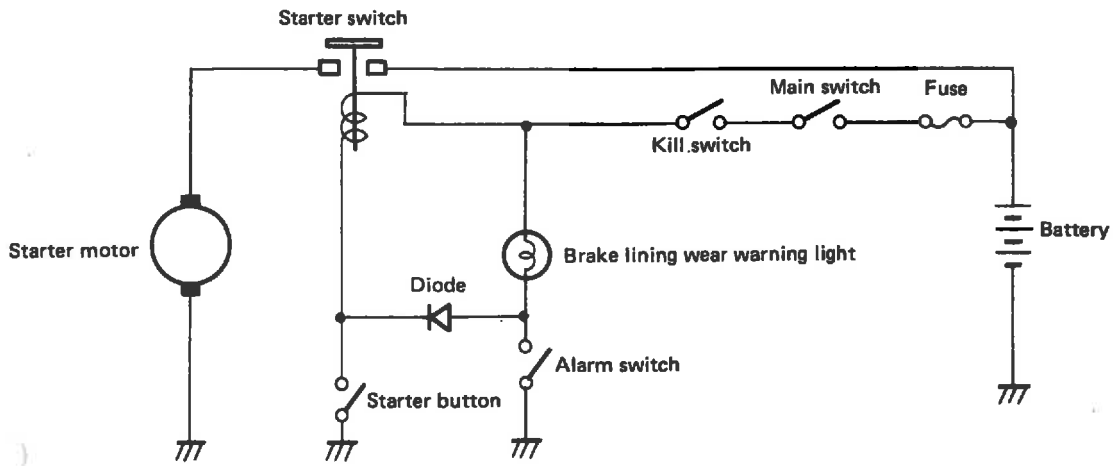 Starter switch
Main switch
Fuse
Kill.switch
Starter motor
Brake lining wear warning light
Battery
Diode
Alarm switch
Starter button